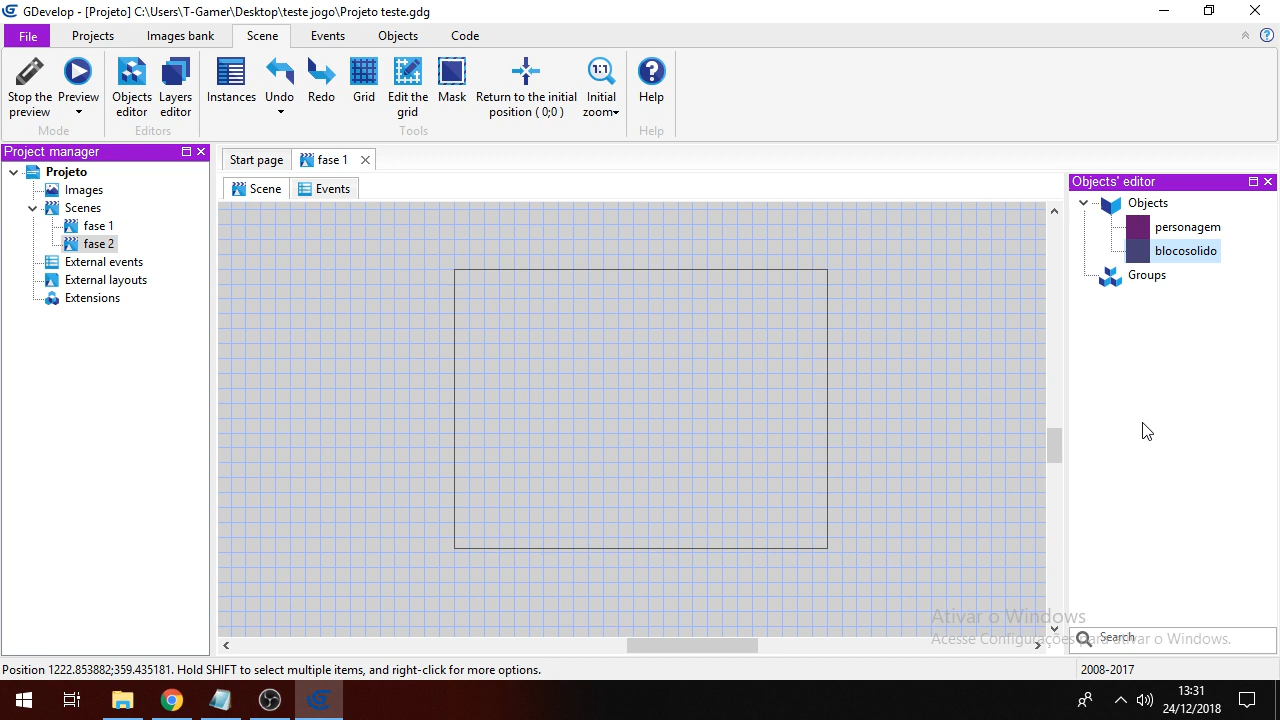 GDevelop - [Projeto] C:\Users\T-Gamer\Desktop\teste jogo\Projeto teste.gdg
File Projects Images bank Scene Events Objects Code
Stop the preview Preview Objects editor Layers editor Instances Undo Redo Grid Edit the grid Mask Return to the initial position ( 0;0 ) Initial zoom Help
1:1
Mode Editors Tools Help
Project manager
Projeto
Images
Scenes
fase 1
fase 2
External events
External layouts
Extensions
Start page fase 1
Scene Events
Objects' editor
Objects
personagem
blocosolido
Groups
Ativar o Windows
Acesse Configurações para ativar o Windows.
Search
Position 1222.853882;359.435181. Hold SHIFT to select multiple items, and right-click for more options.
2008-2017
13:31
24/12/2018